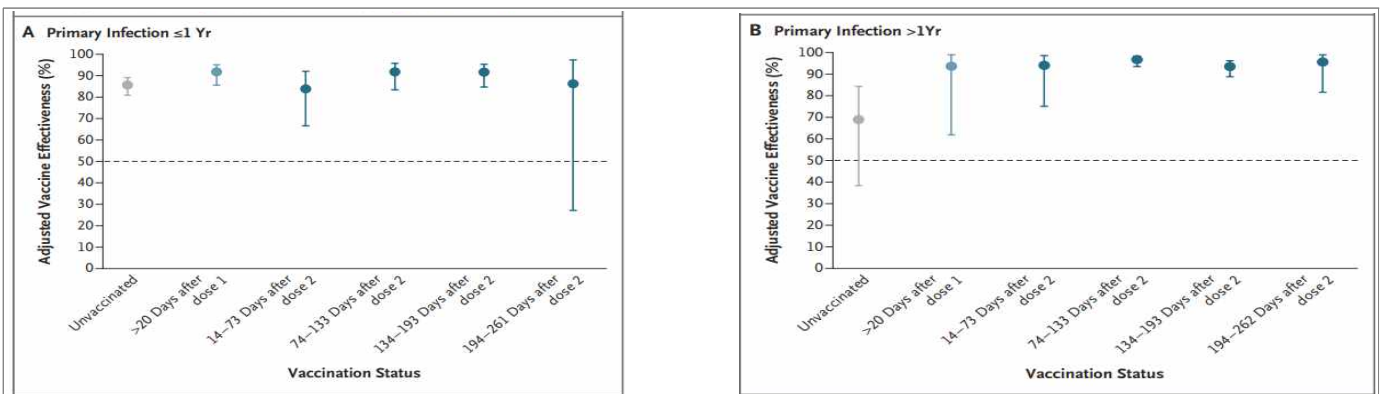 A Primary Infection ≤1 Yr
Adjusted Vaccine Effectiveness (%)
100
90
80
70
60
50
40
30
20
10
0
Unvaccinated
>20 Days after
dose 1
14–73 Days after
dose 2
74–133 Days after
dose 2
134–193 Days after
dose 2
194–261 Days after
dose 2
Vaccination Status
B Primary Infection >1Yr
Adjusted Vaccine Effectiveness (%)
100
90
80
70
60
50
40
30
20
10
0
Unvaccinated
>20 Days after
dose 1
14–73 Days after
dose 2
74–133 Days after
dose 2
134–193 Days after
dose 2
194–262 Days after
dose 2
Vaccination Status